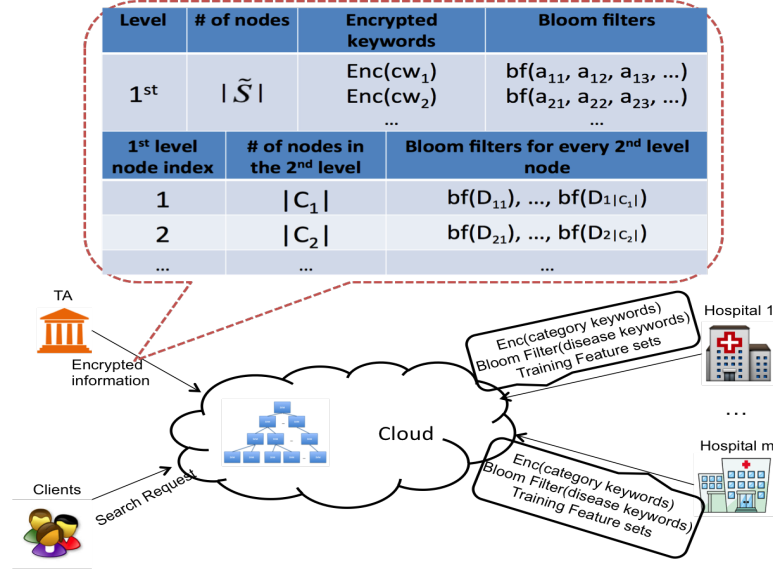 Level # of nodes Encrypted keywords Bloom filters
1st |S̃| Enc(cw1) bf(a11, a12, a13, ...)
Enc(cw2) bf(a21, a22, a23, ...)
... ...
1st level node index # of nodes in the 2nd level Bloom filters for every 2nd level node
1 |C1| bf(D11), ..., bf(D1|C1|)
2 |C2| bf(D21), ..., bf(D2|C2|)
... ... ...
TA
Encrypted
information
Enc(category keywords)
Bloom Filter(disease keywords)
Training Feature sets
Hospital 1
...
Cloud
Hospital m
Enc(category keywords)
Bloom Filter(disease keywords)
Training Feature sets
Clients
Search Request